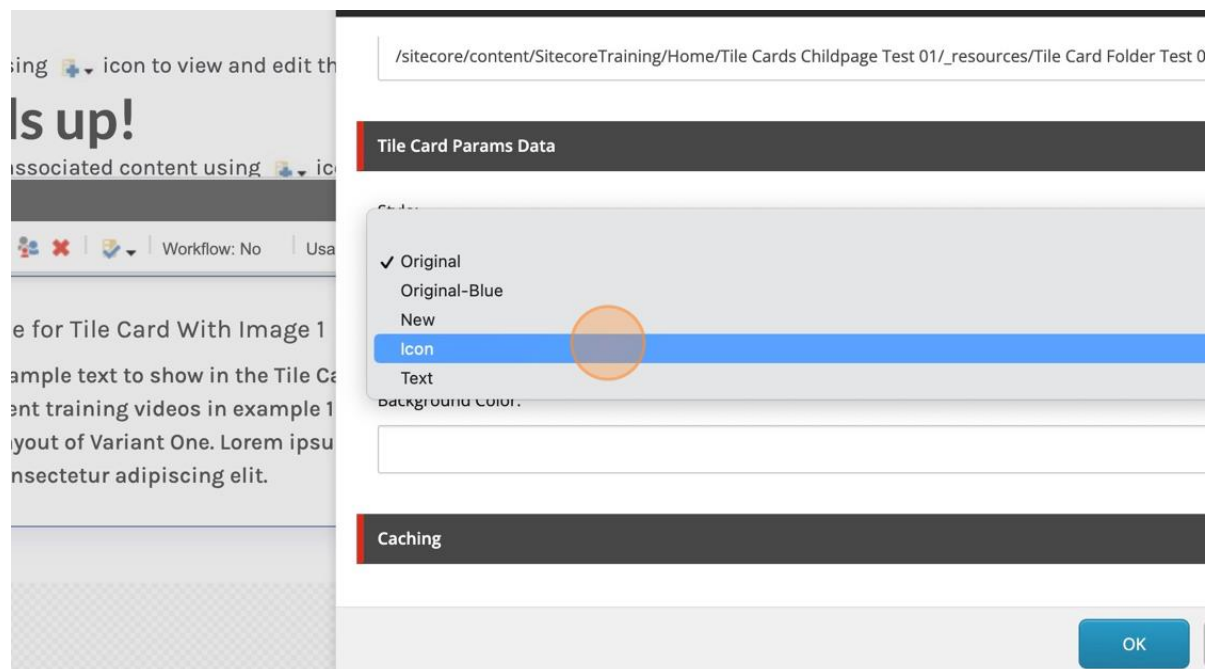 sing icon to view and edit th
ls up!
associated content using ic
Workflow: No Usa
e for Tile Card With Image 1
ample text to show in the Tile Ca
ent training videos in example 1
yout of Variant One. Lorem ipsu
nsectetur adipiscing elit.
/sitecore/content/SitecoreTraining/Home/Tile Cards Childpage Test 01/_resources/Tile Card Folder Test 0
Tile Card Params Data
Style:
Original
Original-Blue
New
Icon
Text
Background Color:
Caching
OK